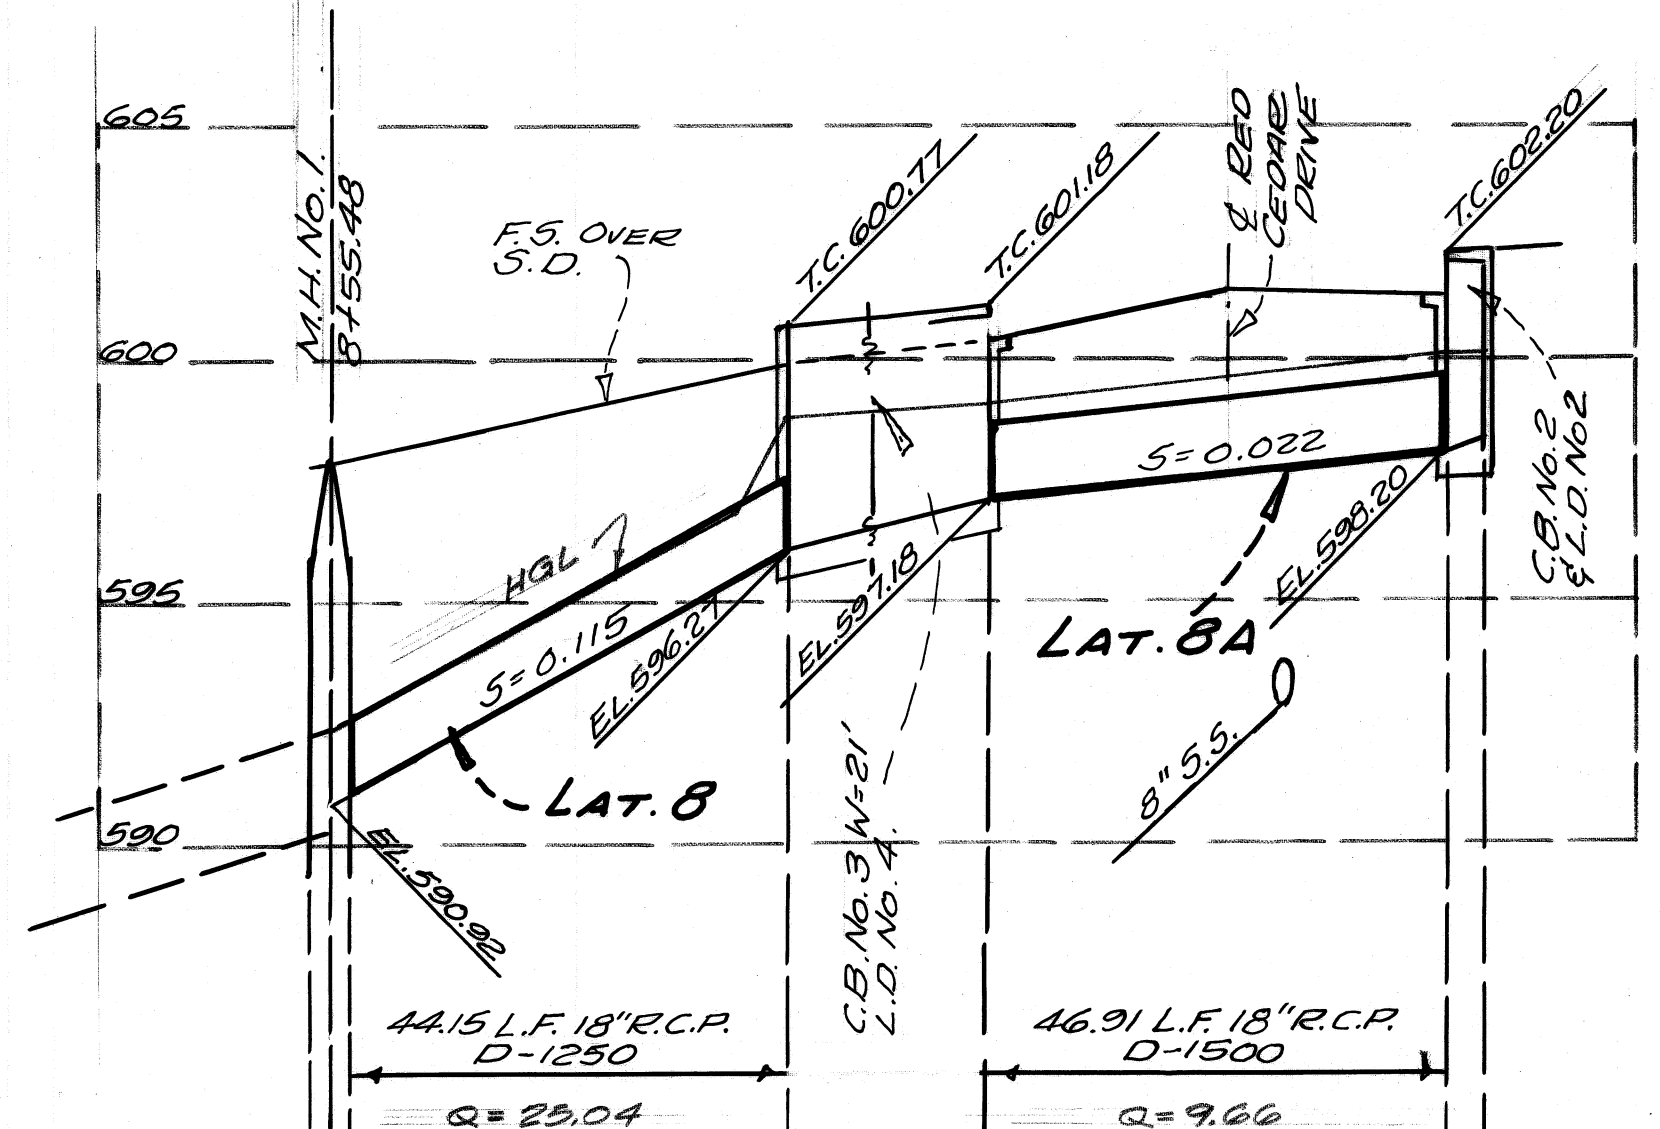 605
600
595
590
M.H. No. 1.
8+55.48
F.S. OVER
S.D.
T.C. 600.77
T.C. 601.18
℄ RED
CEDAR
DRIVE
T.C. 602.20
HGL
S=0.115
EL. 596.27
EL. 597.18
S=0.022
EL. 598.20
C.B. No. 2
& L.D. No 2
LAT. 8A
LAT. 8
8" S.S.
EL. 590.92
C.B. No. 3 W=21'
L.D. No. 4.
44.15 L.F. 18" R.C.P.
D-1250
46.91 L.F. 18" R.C.P.
D-1500
Q= 25.04
Q= 9.66